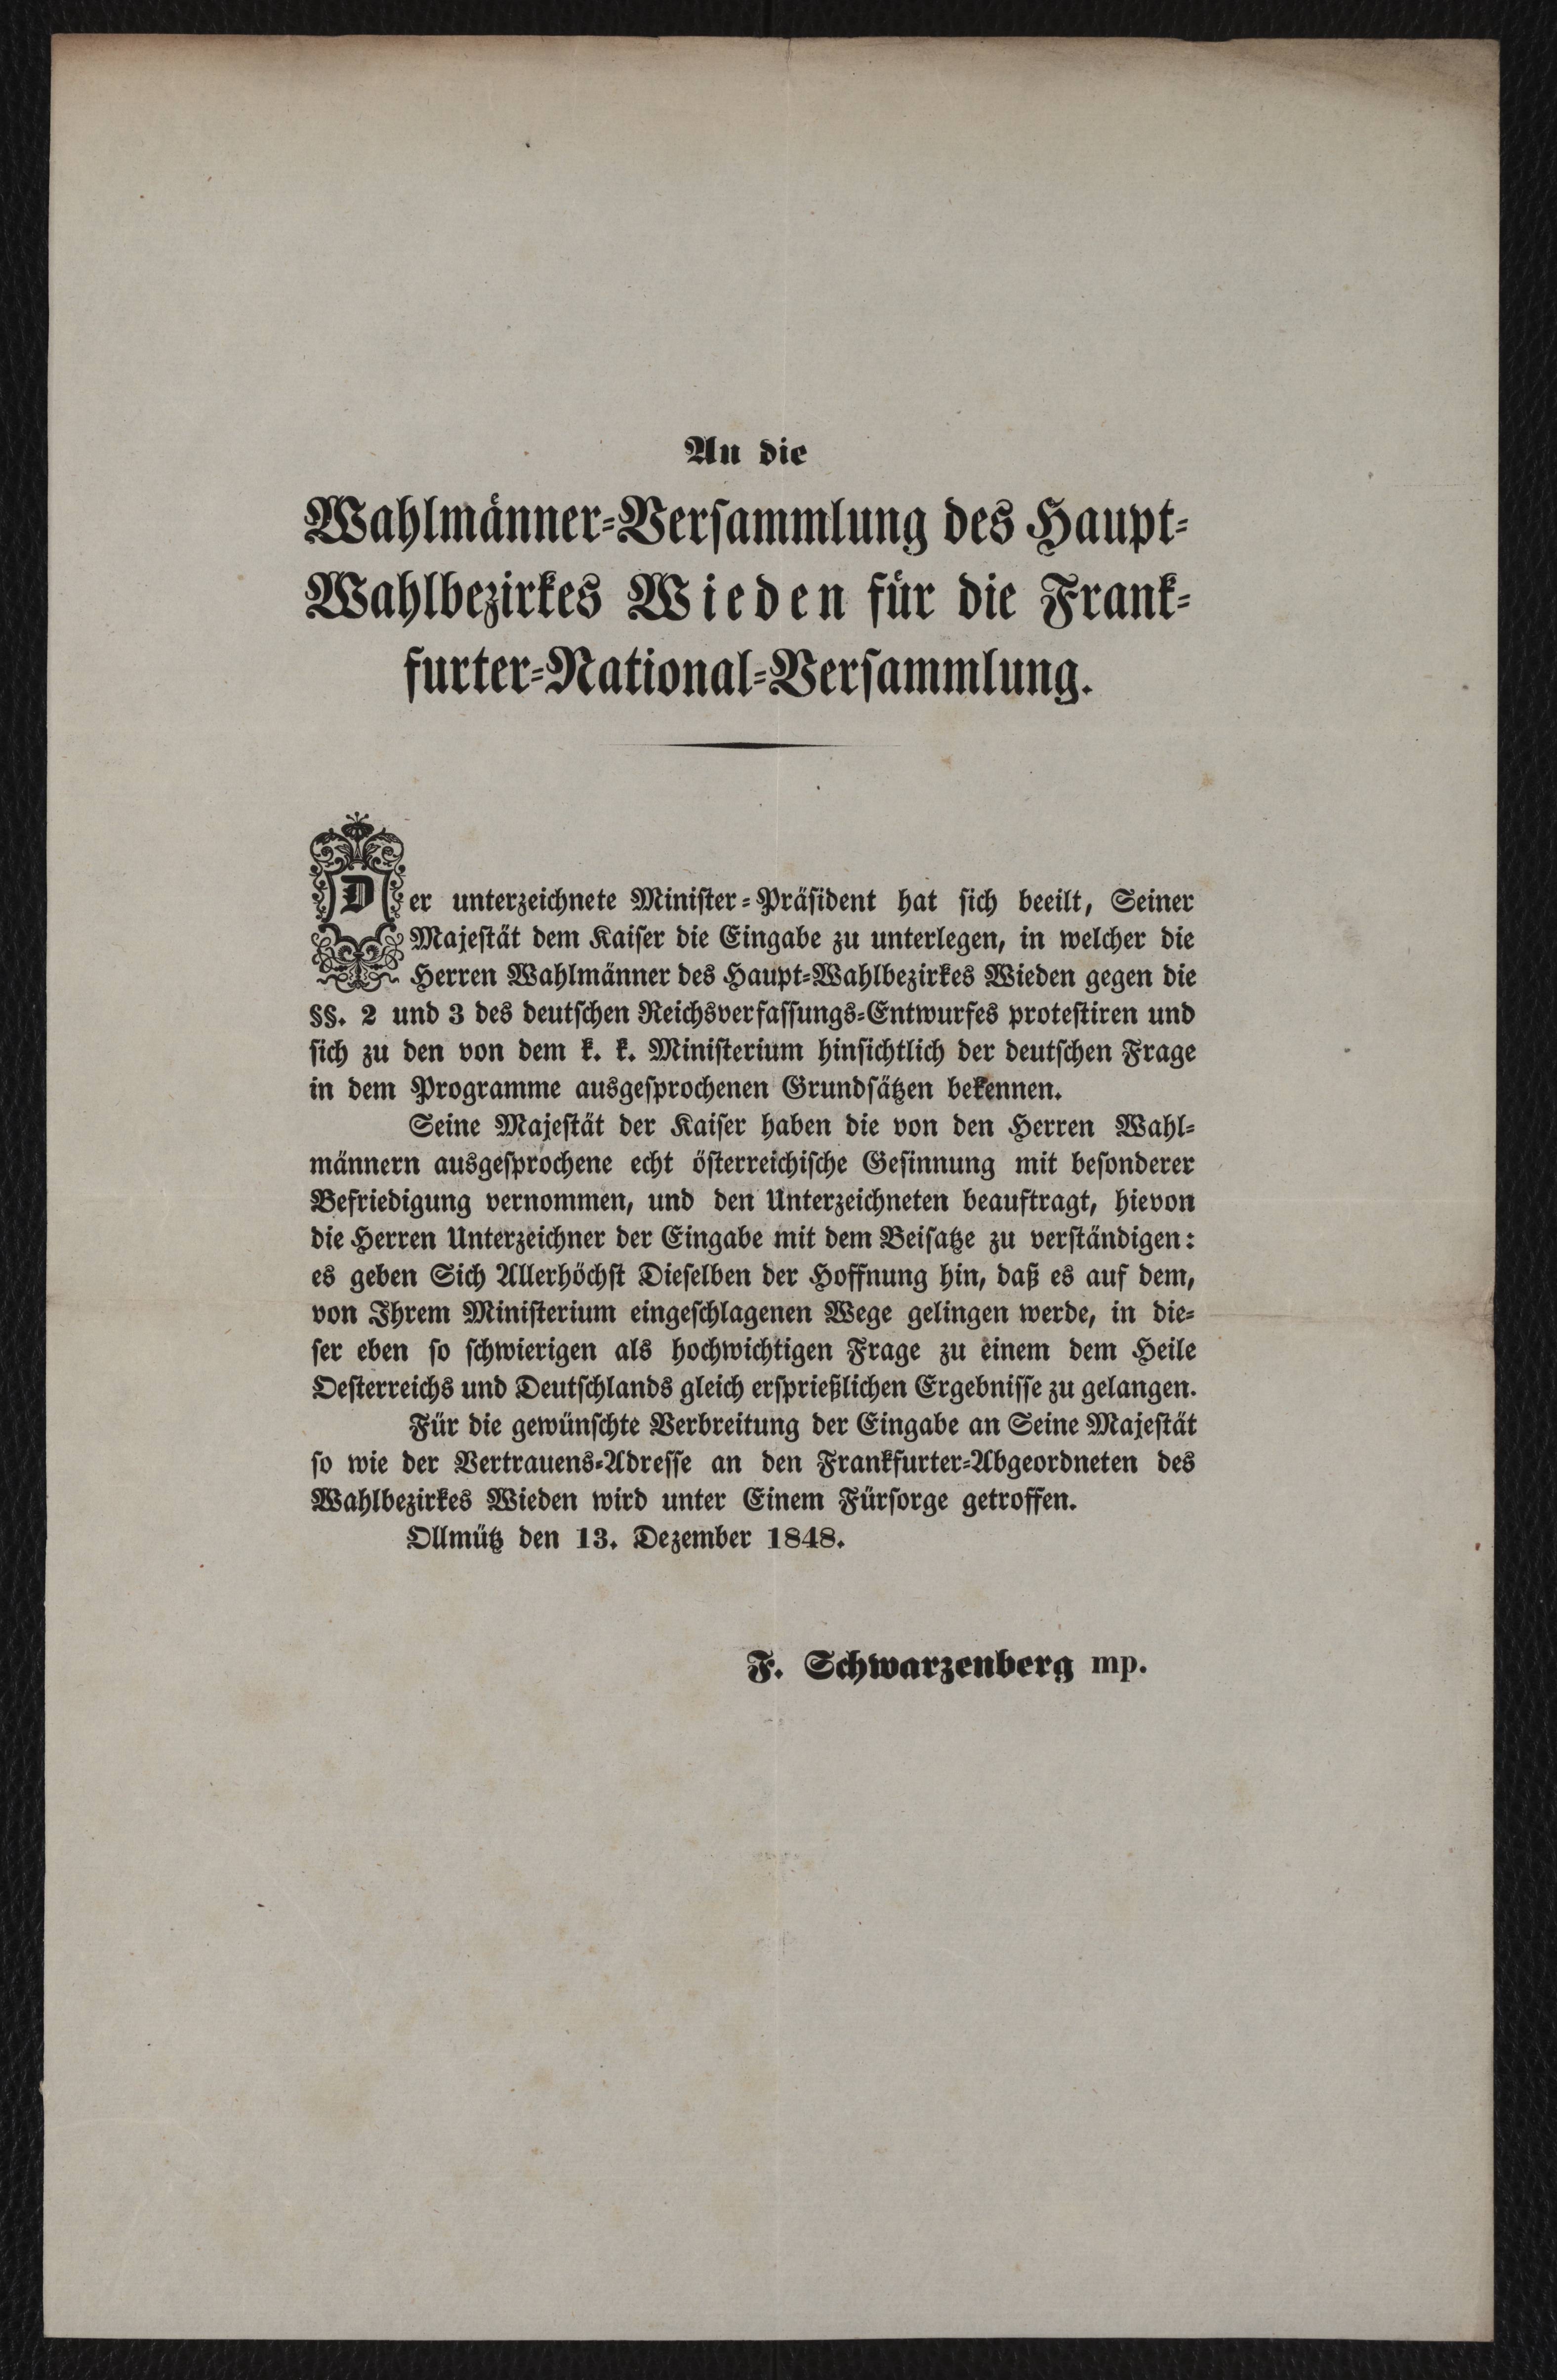 An die
Wahlmänner-Versammlung des Haupt-
Wahlbezirkes Wieden für die Frank-
furter-National-Versammlung.
Der unterzeichnete Minister-Präsident hat sich beeilt, Seiner
Majestät dem Kaiser die Eingabe zu unterlegen, in welcher die
Herren Wahlmänner des Haupt-Wahlbezirkes Wieden gegen die
§§. 2 und 3 des deutschen Reichsverfassungs-Entwurfes protestiren und
sich zu den von dem k. k. Ministerium hinsichtlich der deutschen Frage
in dem Programme ausgesprochenen Grundsätzen bekennen.
Seine Majestät der Kaiser haben die von den Herren Wahl-
männern ausgesprochene echt österreichische Gesinnung mit besonderer
Befriedigung vernommen, und den Unterzeichneten beauftragt, hievon
die Herren Unterzeichner der Eingabe mit dem Beisatze zu verständigen:
es geben Sich Allerhöchst Dieselben der Hoffnung hin, daß es auf dem,
von Ihrem Ministerium eingeschlagenen Wege gelingen werde, in die-
ser eben so schwierigen als hochwichtigen Frage zu einem dem Heile
Oesterreichs und Deutschlands gleich ersprießlichen Ergebnisse zu gelangen.
Für die gewünschte Verbreitung der Eingabe an Seine Majestät
so wie der Vertrauens-Adresse an den Frankfurter-Abgeordneten des
Wahlbezirkes Wieden wird unter Einem Fürsorge getroffen.
Ollmütz den 13. Dezember 1848.
F. Schwarzenberg mp.